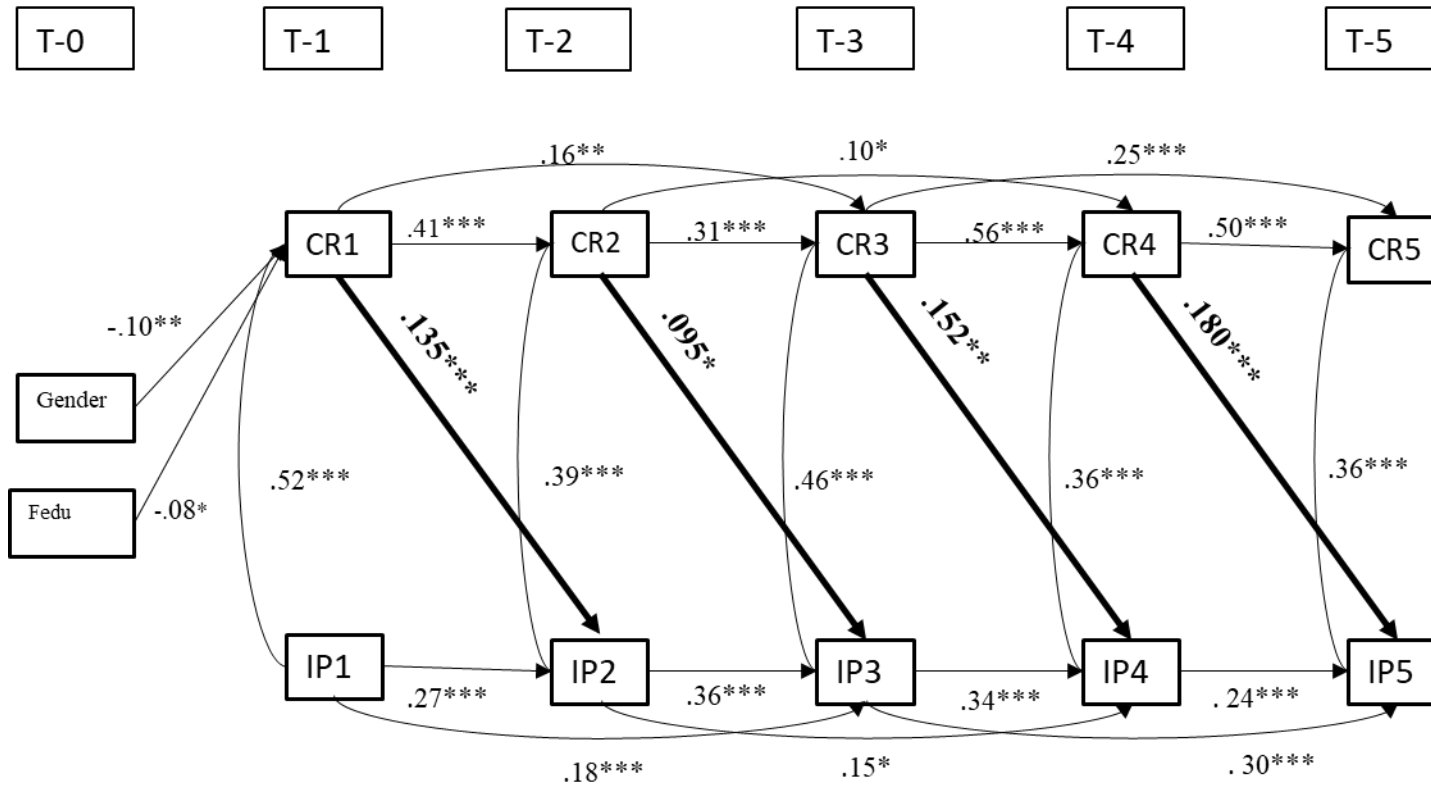 T-0
T-1
T-2
T-3
T-4
T-5
.16**
.10*
.25***
CR1
.41***
CR2
.31***
CR3
.56***
CR4
.50***
CR5
-.10**
.135***
.095*
.152**
.180***
Gender
.52***
.39***
.46***
.36***
.36***
Fedu
-.08*
IP1
IP2
IP3
IP4
IP5
.27***
.36***
.34***
. 24***
.18***
.15*
. 30***